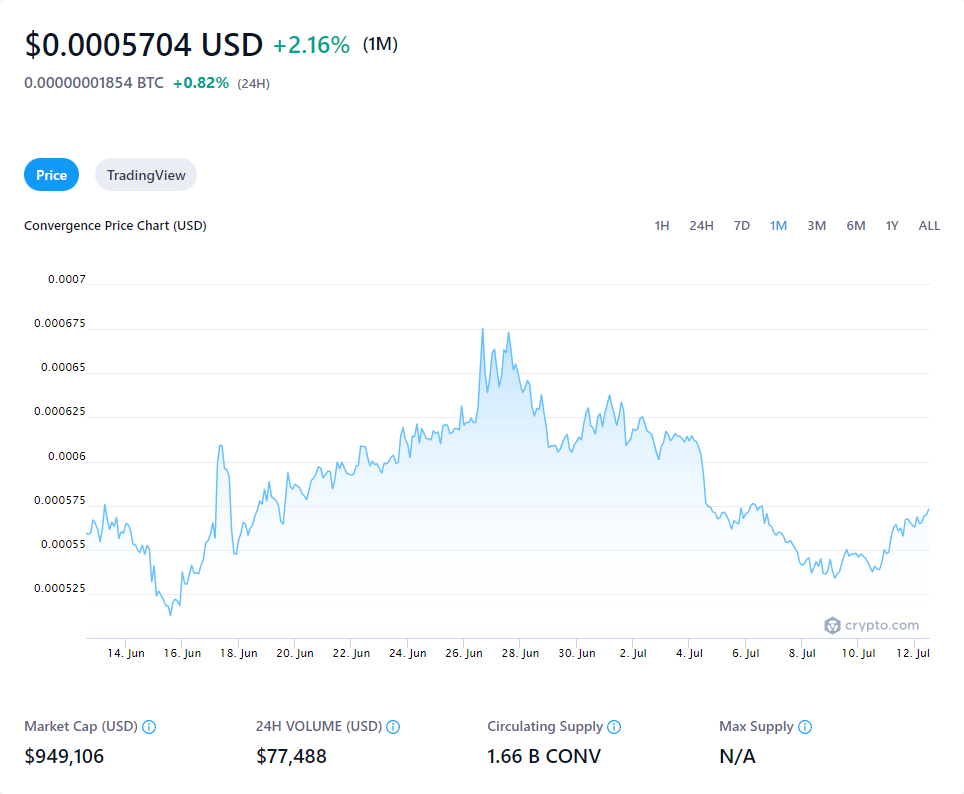 $0.0005704 USD +2.16% (1M)
0.00000001854 BTC +0.82% (24H)
Price TradingView
Convergence Price Chart (USD) 1H 24H 7D 1M 3M 6M 1Y ALL
0.0007
0.000675
0.00065
0.000625
0.0006
0.000575
0.00055
0.000525
crypto.com
14. Jun 16. Jun 18. Jun 20. Jun 22. Jun 24. Jun 26. Jun 28. Jun 30. Jun 2. Jul 4. Jul 6. Jul 8. Jul 10. Jul 12. Jul
Market Cap (USD) 24H VOLUME (USD) Circulating Supply Max Supply
$949,106 $77,488 1.66 B CONV N/A